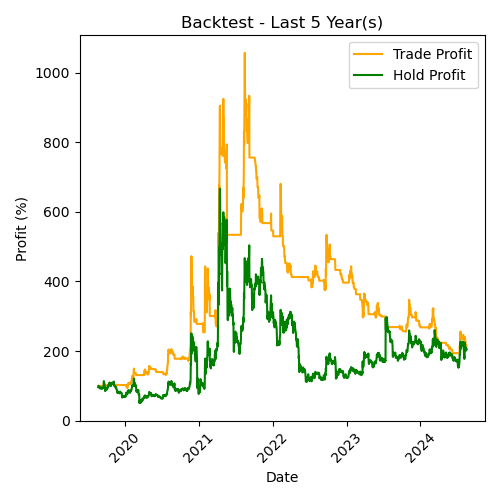 Backtest - Last 5 Year(s)
Trade Profit
Hold Profit
Profit (%)
1000
800
600
400
200
0
2020
2021
2022
2023
2024
Date